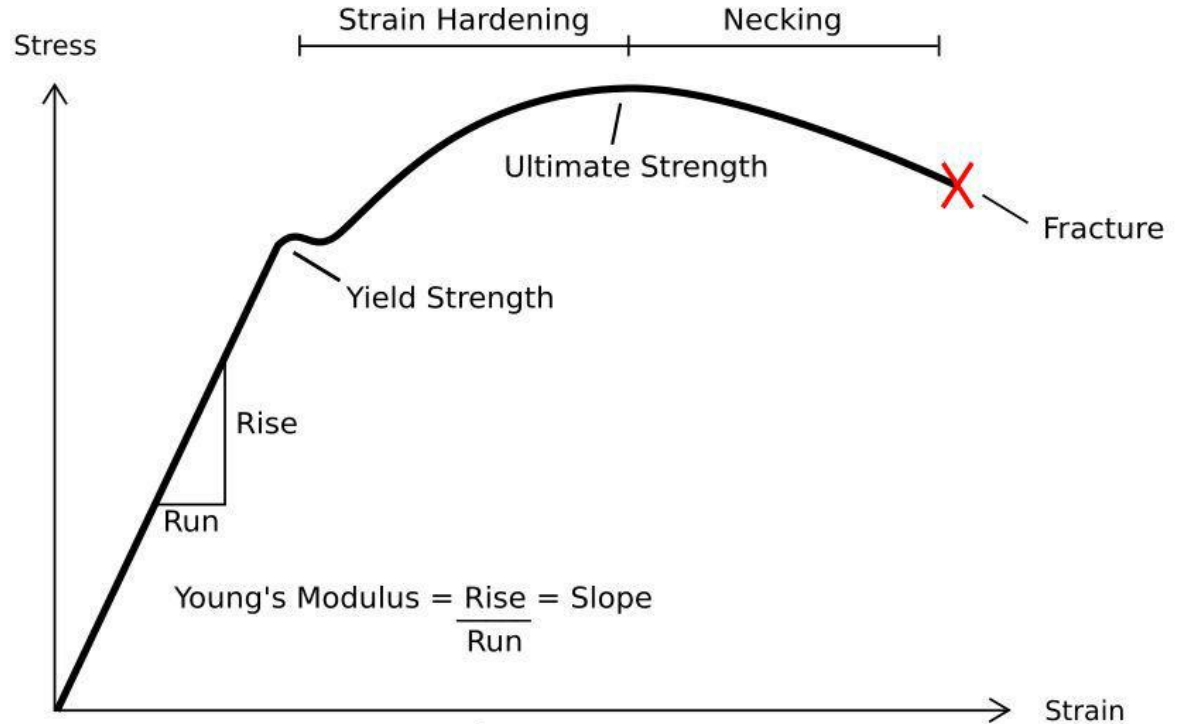 Strain Hardening
Necking
Stress
Ultimate Strength
Fracture
Yield Strength
Rise
Run
Young's Modulus = Rise = Slope
Run
Strain